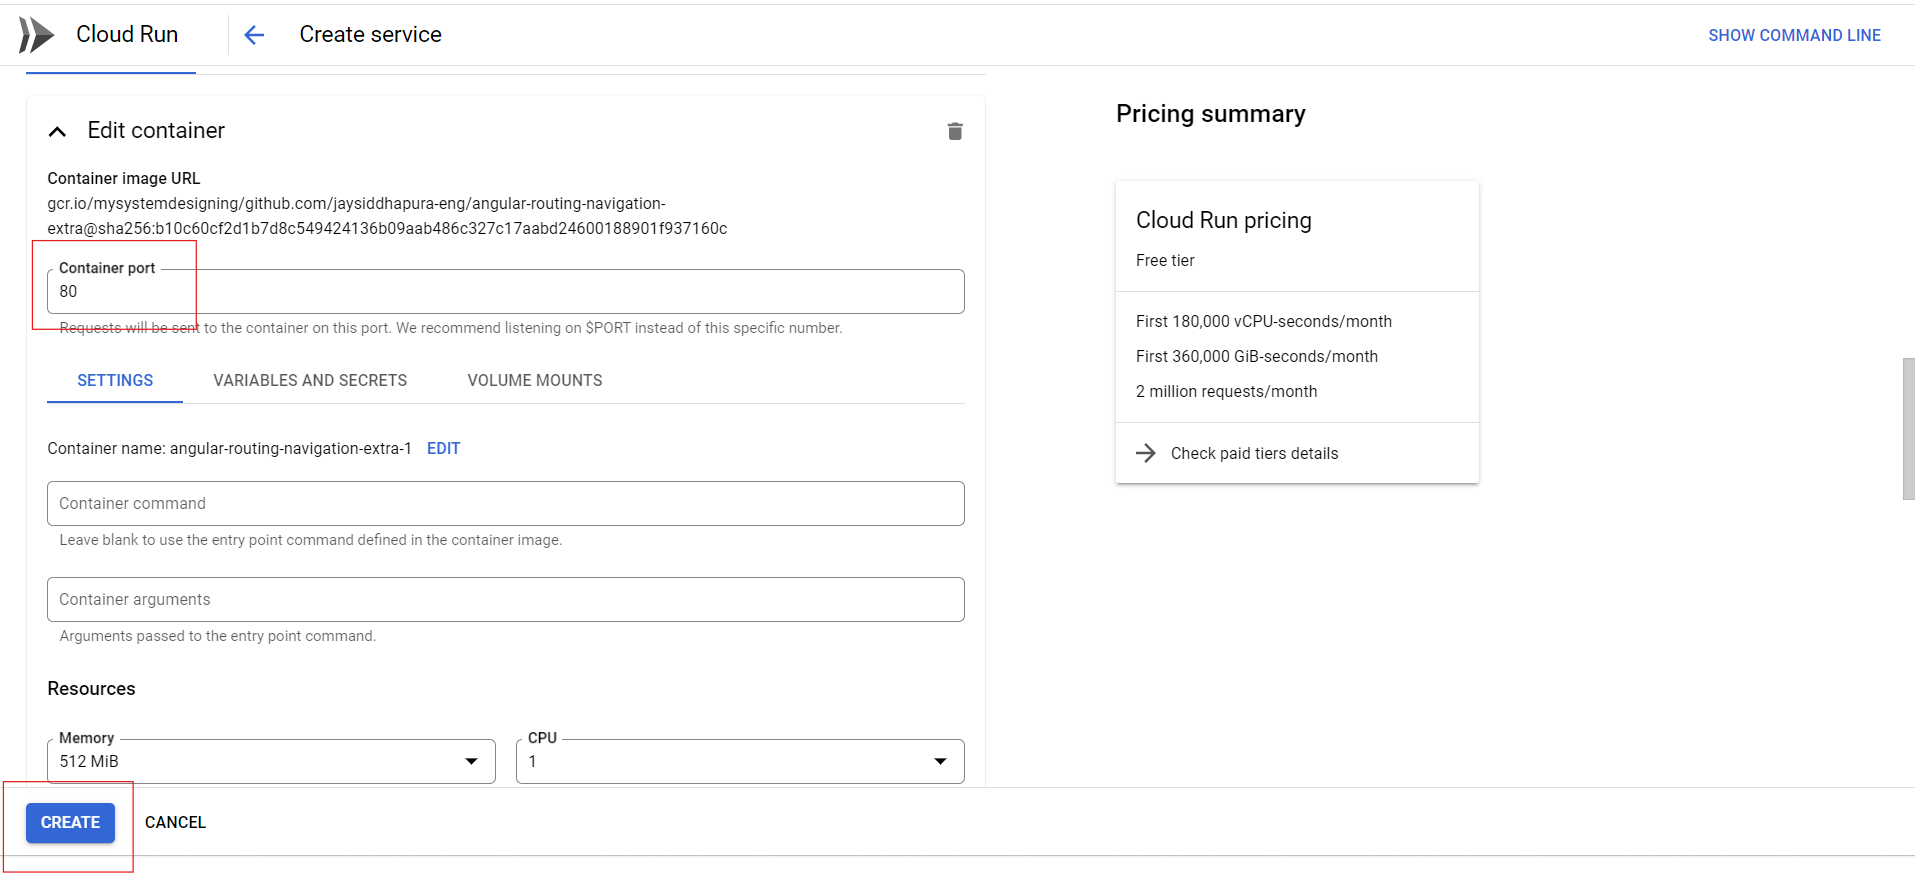 Cloud Run
Create service
SHOW COMMAND LINE
Edit container
Container image URL
gcr.io/mysystemdesigning/github.com/jaysiddhapura-eng/angular-routing-navigation-
extra@sha256:b10c60cf2d1b7d8c549424136b09aab486c327c17aabd24600188901f937160c
Container port
80
Requests will be sent to the container on this port. We recommend listening on $PORT instead of this specific number.
SETTINGS
VARIABLES AND SECRETS
VOLUME MOUNTS
Container name: angular-routing-navigation-extra-1 EDIT
Container command
Leave blank to use the entry point command defined in the container image.
Container arguments
Arguments passed to the entry point command.
Resources
Memory
512 MiB
CPU
1
CREATE
CANCEL
Pricing summary
Cloud Run pricing
Free tier
First 180,000 vCPU-seconds/month
First 360,000 GiB-seconds/month
2 million requests/month
Check paid tiers details